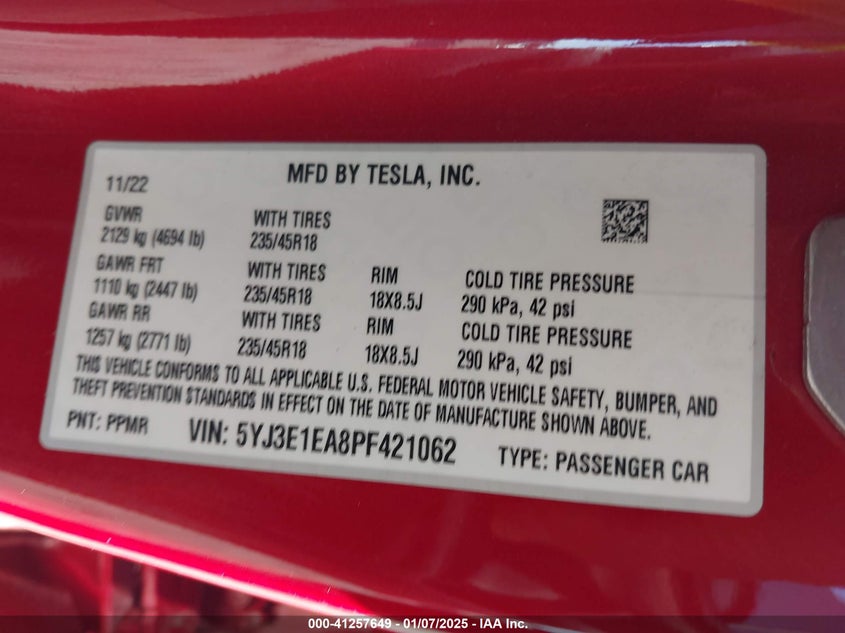 MFD BY TESLA, INC.
11/22
GVWR WITH TIRES
2129 kg (4694 lb) 235/45R18
GAWR FRT WITH TIRES RIM COLD TIRE PRESSURE
1110 kg (2447 lb) 235/45R18 18X8.5J 290 kPa, 42 psi
GAWR RR WITH TIRES RIM COLD TIRE PRESSURE
1257 kg (2771 lb) 235/45R18 18X8.5J 290 kPa, 42 psi
THIS VEHICLE CONFORMS TO ALL APPLICABLE U.S. FEDERAL MOTOR VEHICLE SAFETY, BUMPER, AND
THEFT PREVENTION STANDARDS IN EFFECT ON THE DATE OF MANUFACTURE SHOWN ABOVE.
PNT: PPMR VIN: 5YJ3E1EA8PF421062 TYPE: PASSENGER CAR
000-41257649 - 01/07/2025 - IAA Inc.